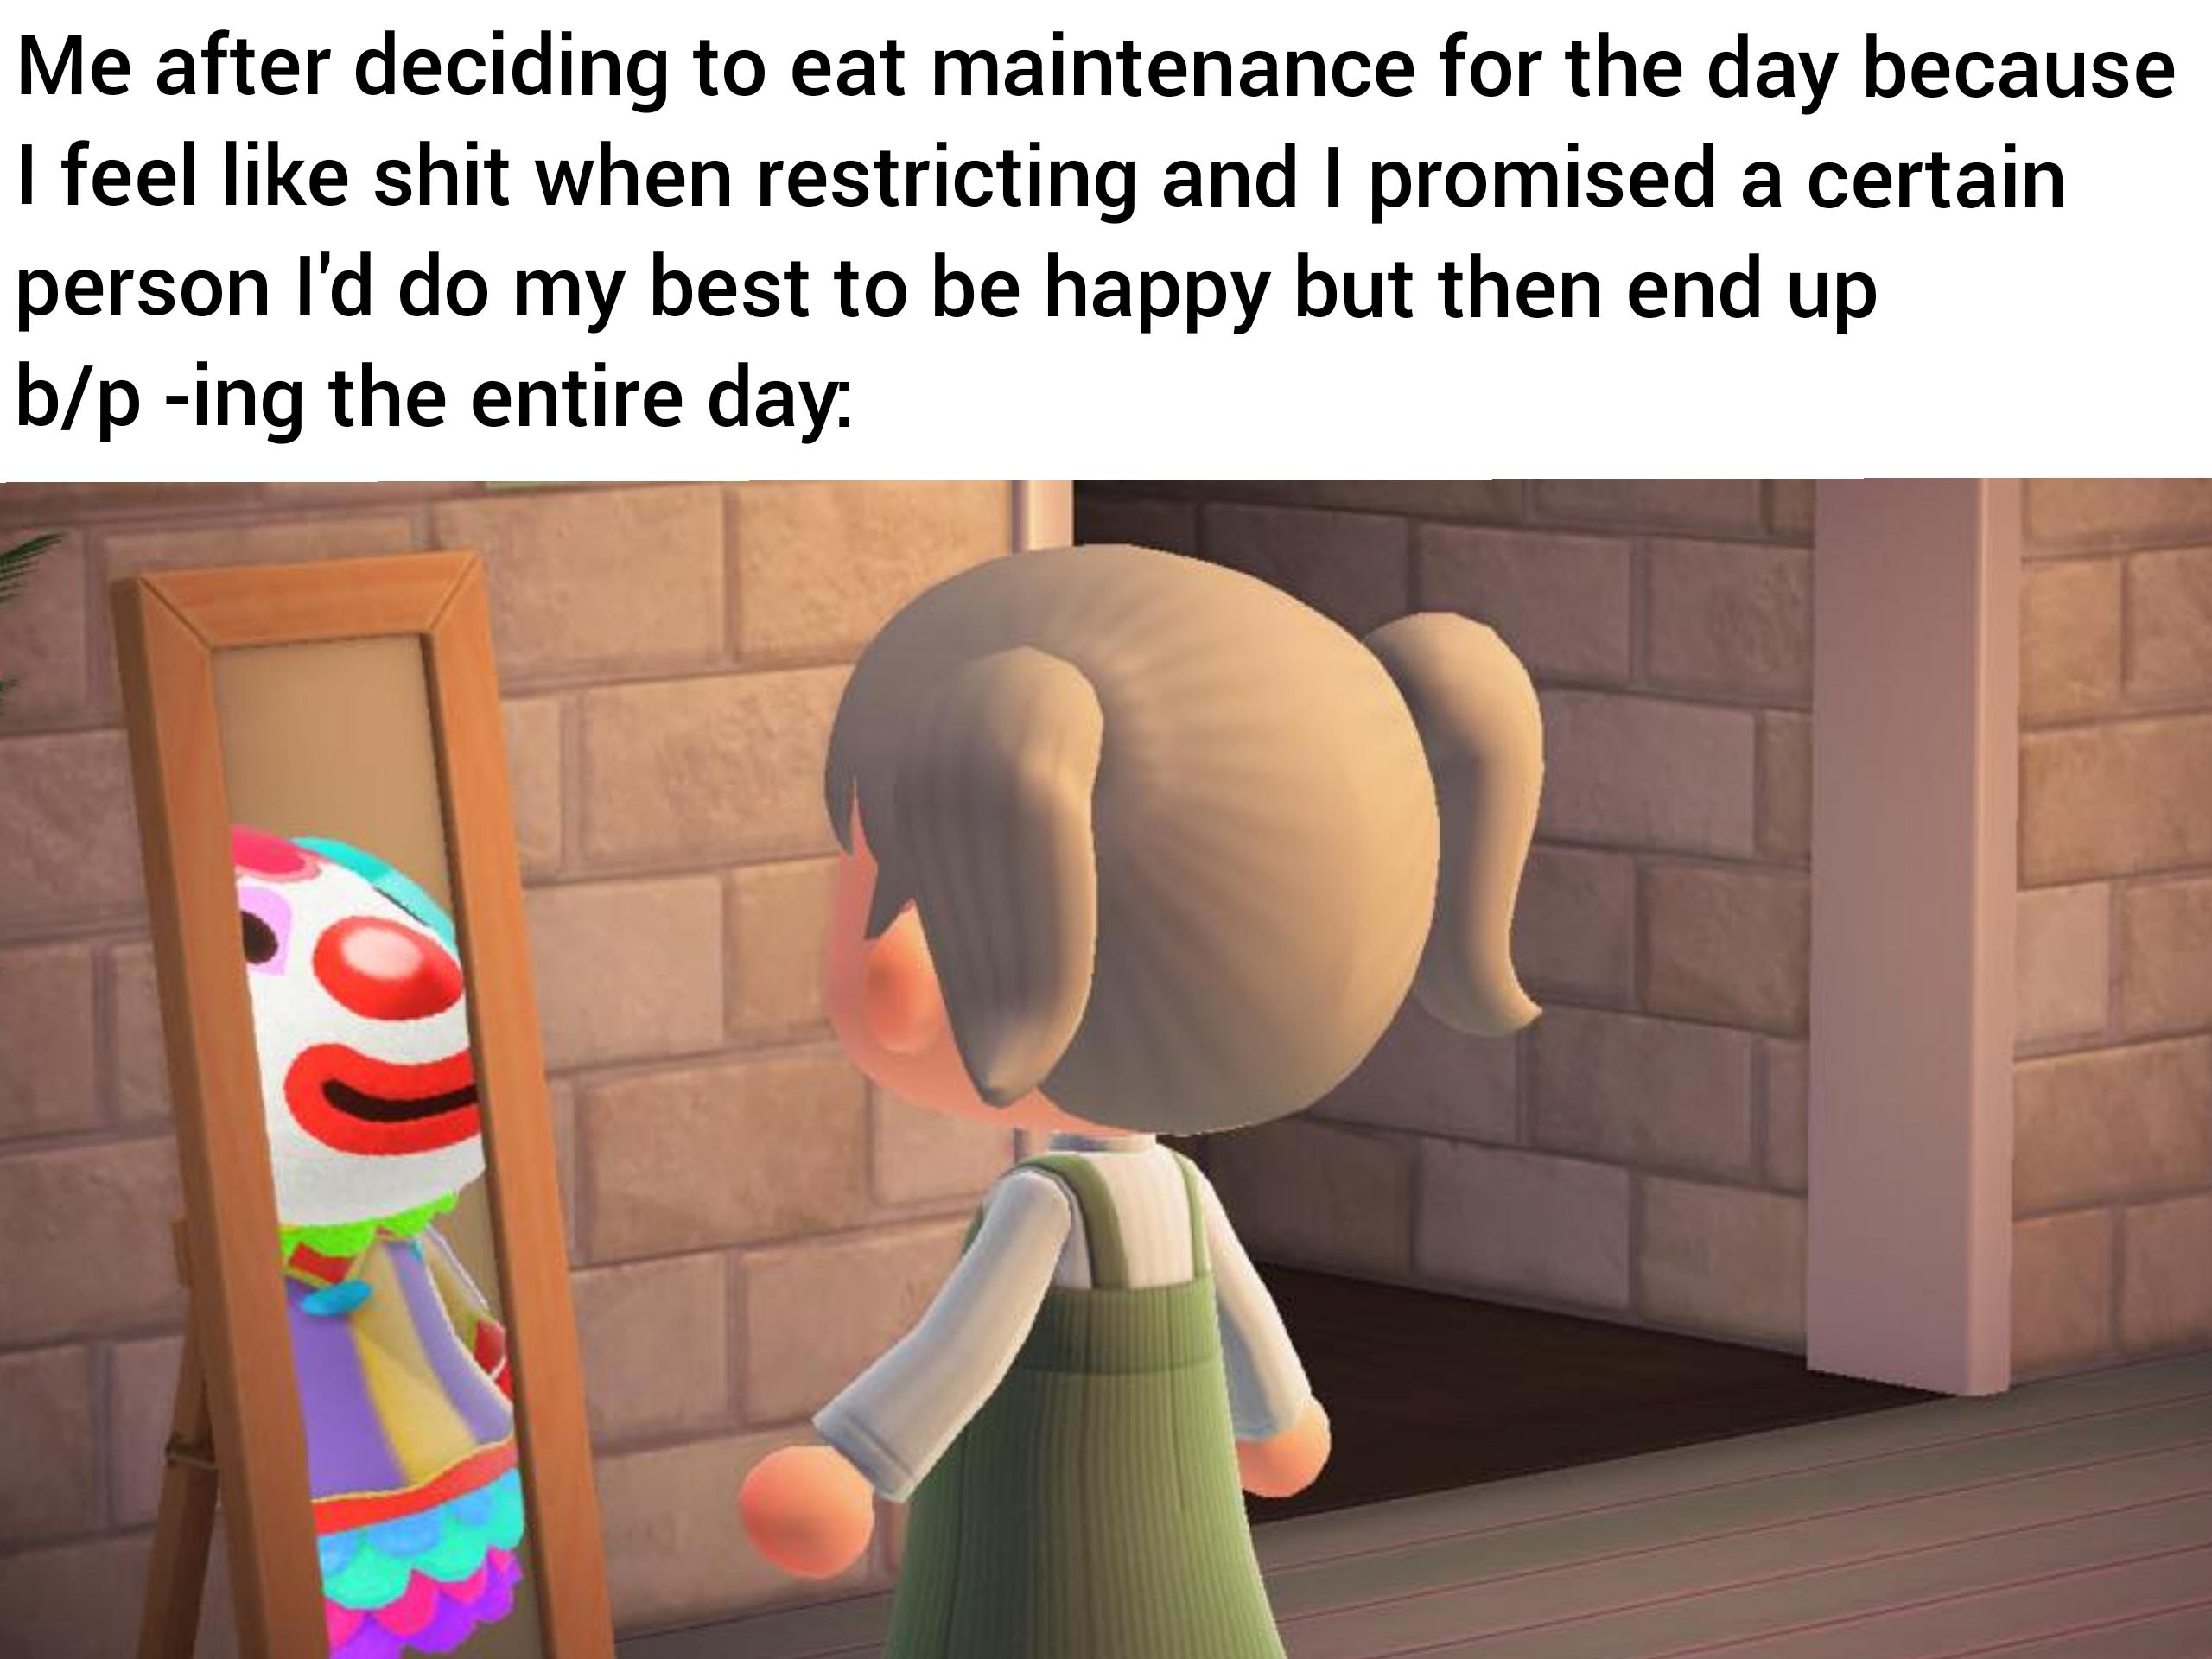 Me after deciding to eat maintenance for the day because
I feel like shit when restricting and I promised a certain
person I'd do my best to be happy but then end up
b/p -ing the entire day: